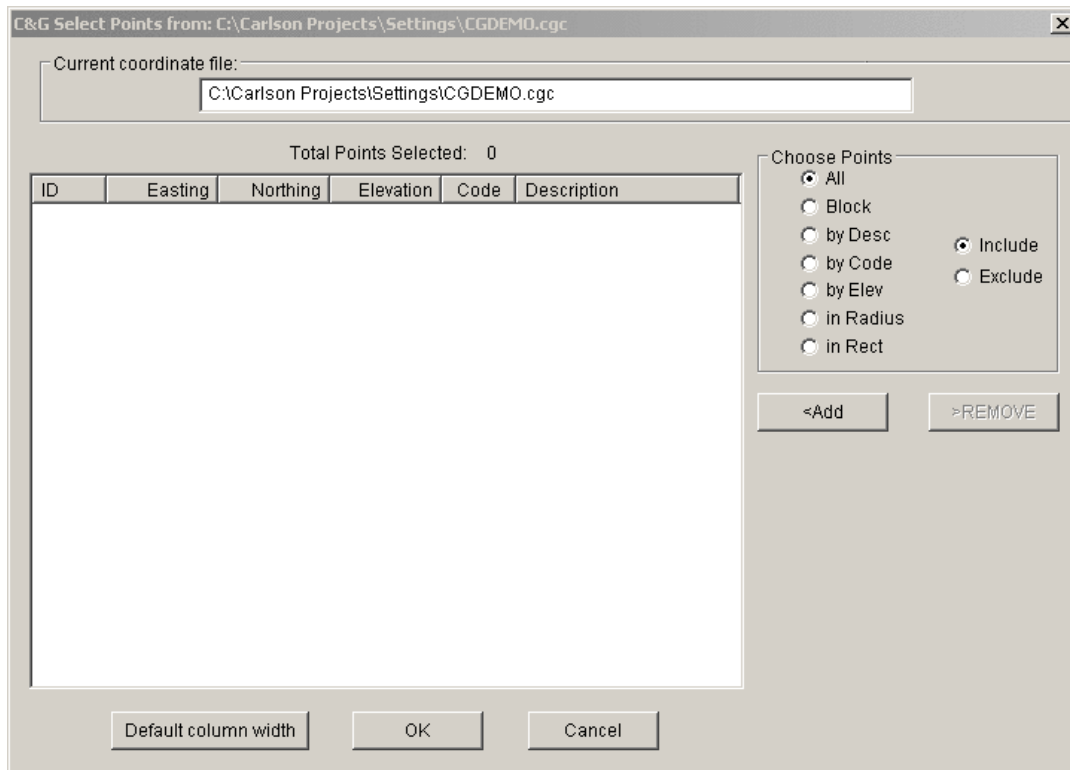 C&G Select Points from: C:\Carlson Projects\Settings\CGDEMO.cgc
Current coordinate file:
C:\Carlson Projects\Settings\CGDEMO.cgc
Total Points Selected: 0
ID Easting Northing Elevation Code Description
Choose Points
All
Block
by Desc
by Code
by Elev
in Radius
in Rect
Include
Exclude
<Add >REMOVE
Default column width OK Cancel